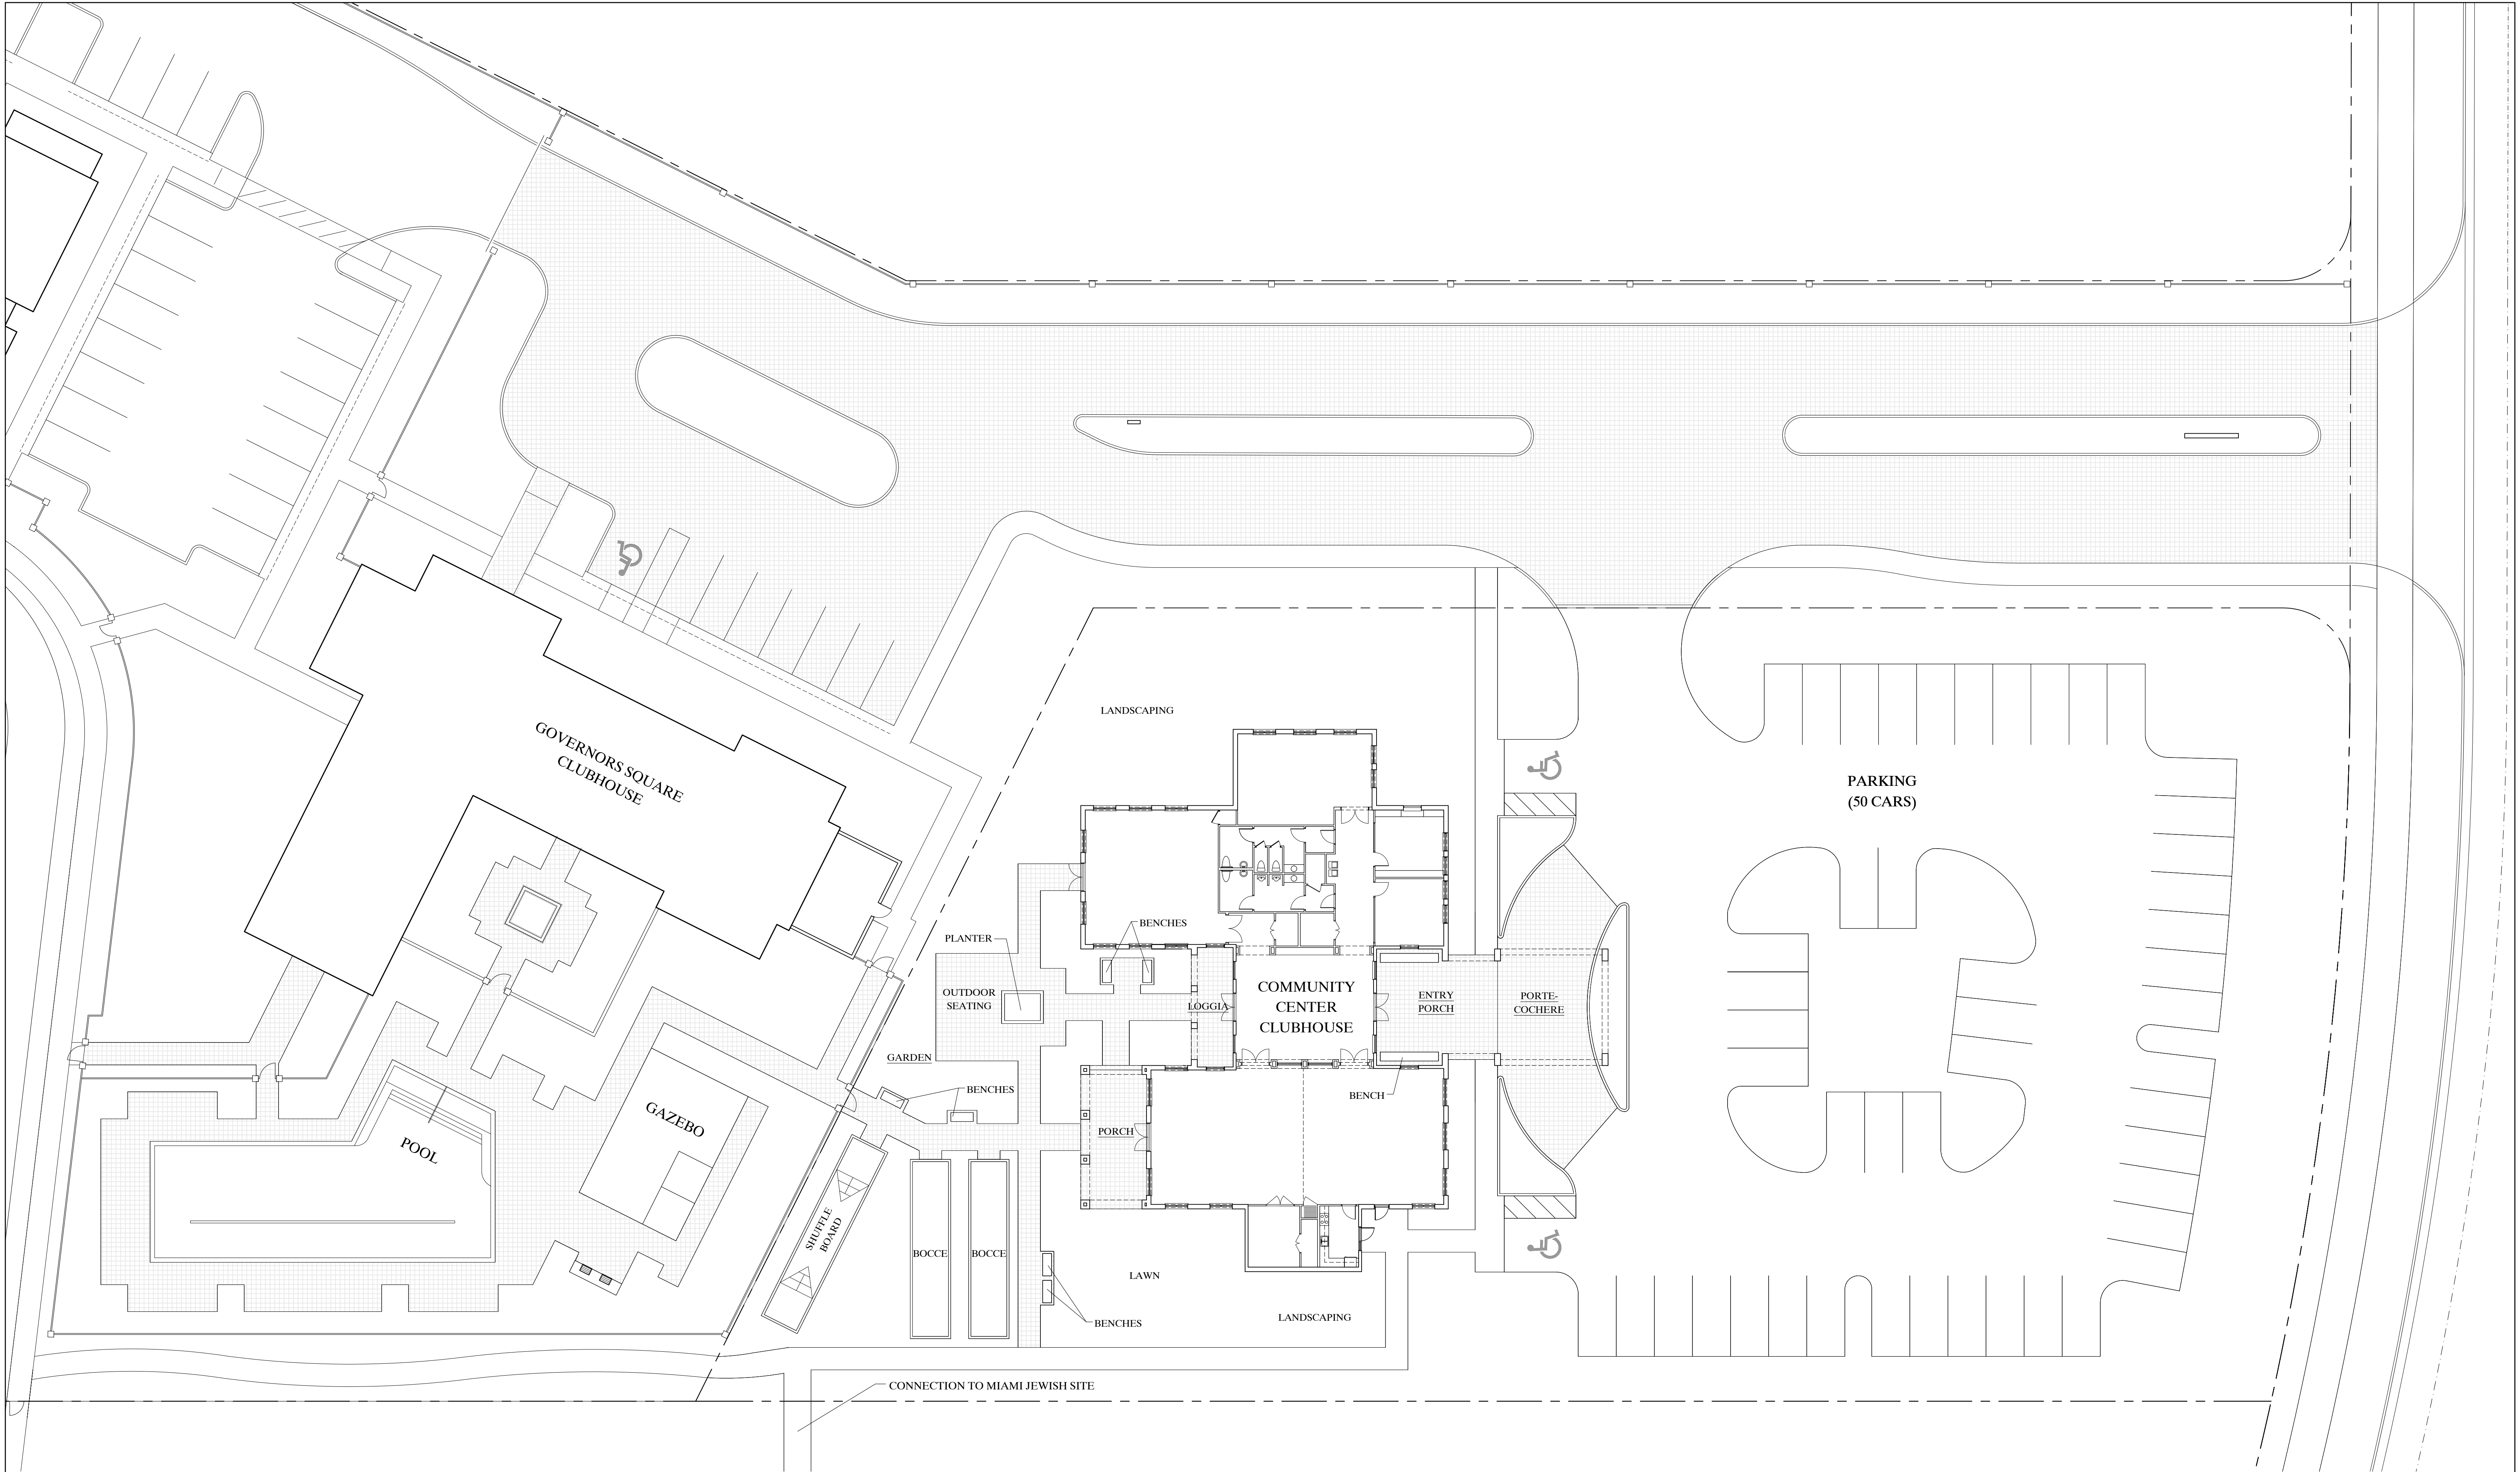 LANDSCAPING
GOVERNORS SQUARE
CLUBHOUSE
PARKING
(50 CARS)
BENCHES
PLANTER
OUTDOOR
SEATING
LOGGIA
COMMUNITY
CENTER
CLUBHOUSE
ENTRY
PORCH
PORTE-
COCHERE
GARDEN
BENCHES
BENCH
GAZEBO
POOL
PORCH
SHUFFLE
BOARD
BOCCE
BOCCE
LAWN
BENCHES
LANDSCAPING
CONNECTION TO MIAMI JEWISH SITE